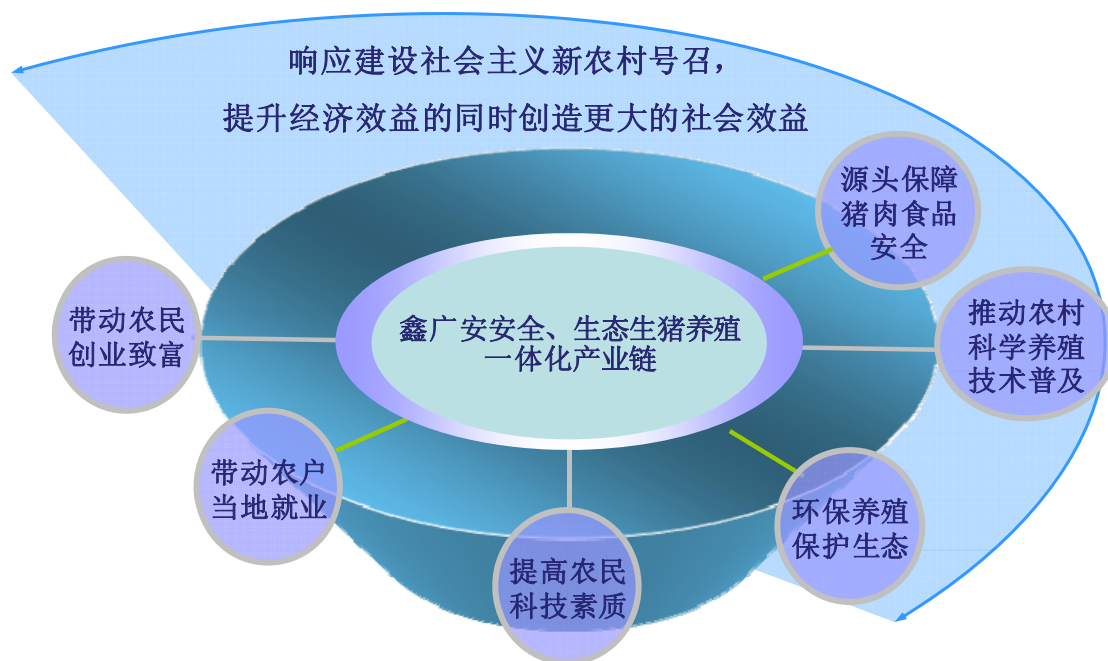 响应建设社会主义新农村号召，
提升经济效益的同时创造更大的社会效益
源头保障
猪肉食品
安全
带动农民
创业致富
鑫广安安全、生态生猪养殖
一体化产业链
推动农村
科学养殖
技术普及
带动农户
当地就业
提高农民
科技素质
环保养殖
保护生态